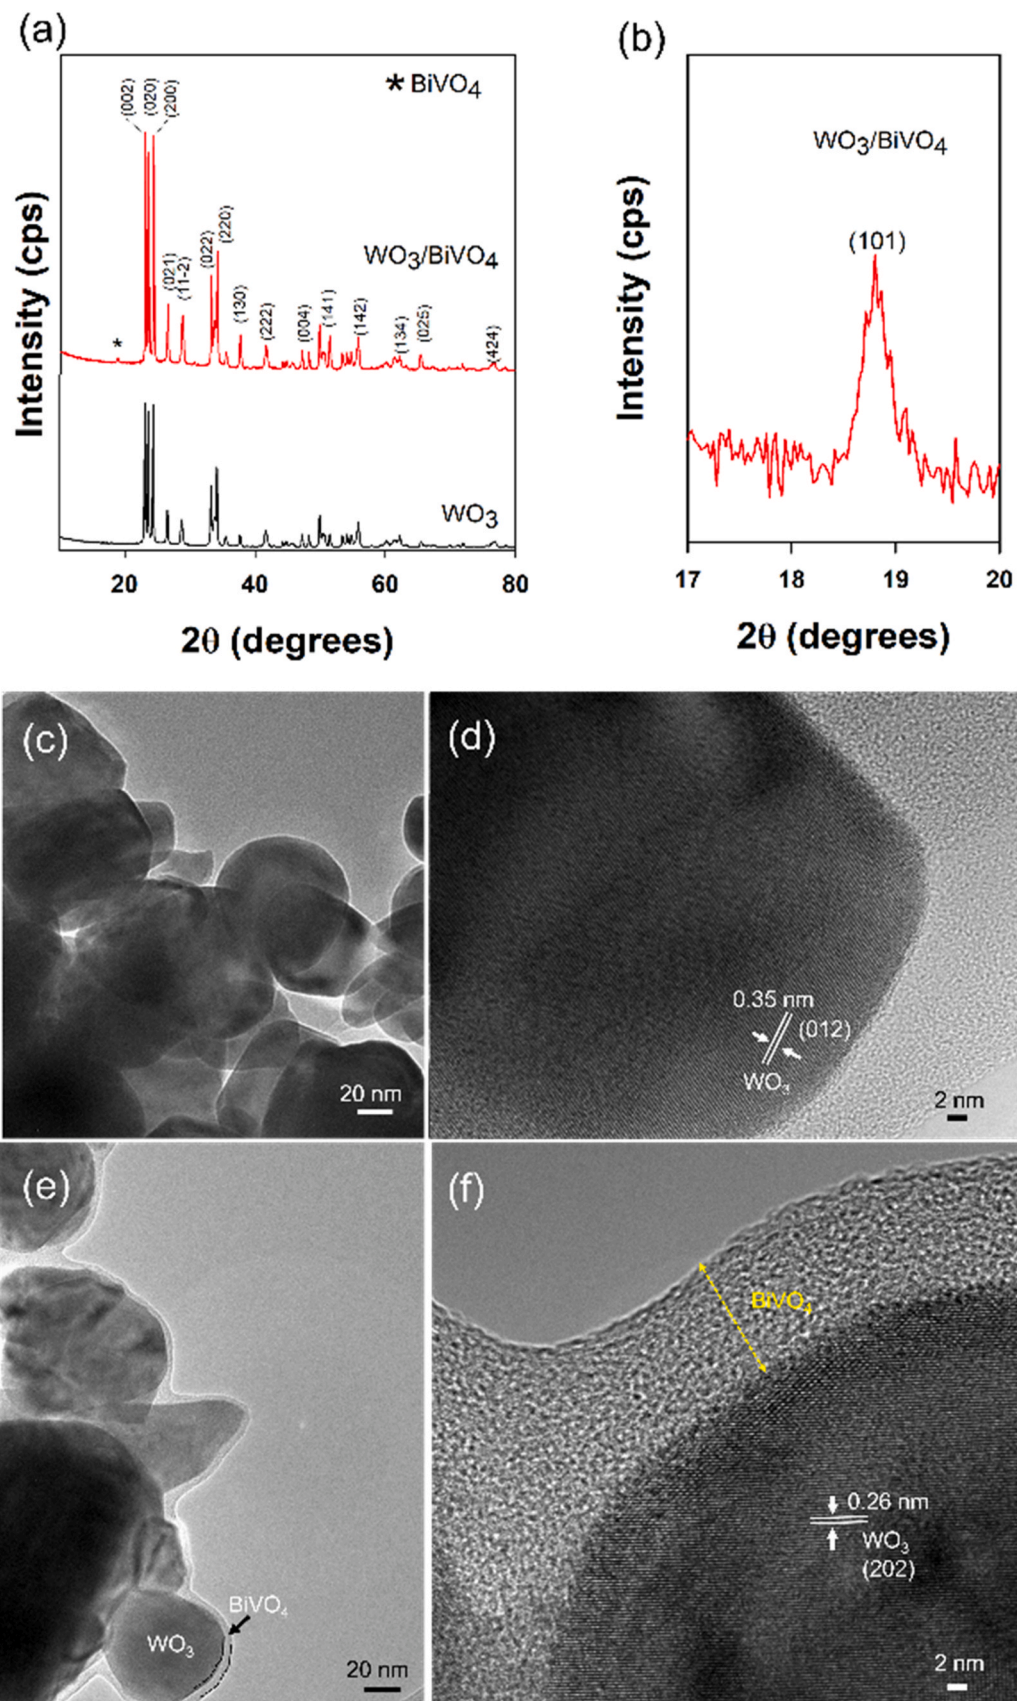 (a)
Intensity (cps)
(002)
(020)
(200)
* BiVO4
(021)
(11-2)
(022)
(220)
WO3/BiVO4
(130)
(222)
(004)
(141)
(142)
(134)
(025)
(424)
*
WO3
20
40
60
80
2θ (degrees)
(b)
Intensity (cps)
WO3/BiVO4
(101)
17
18
19
20
2θ (degrees)
(c)
20 nm
(d)
0.35 nm
(012)
WO3
2 nm
(e)
BiVO4
WO3
20 nm
(f)
BiVO4
0.26 nm
WO3
(202)
2 nm